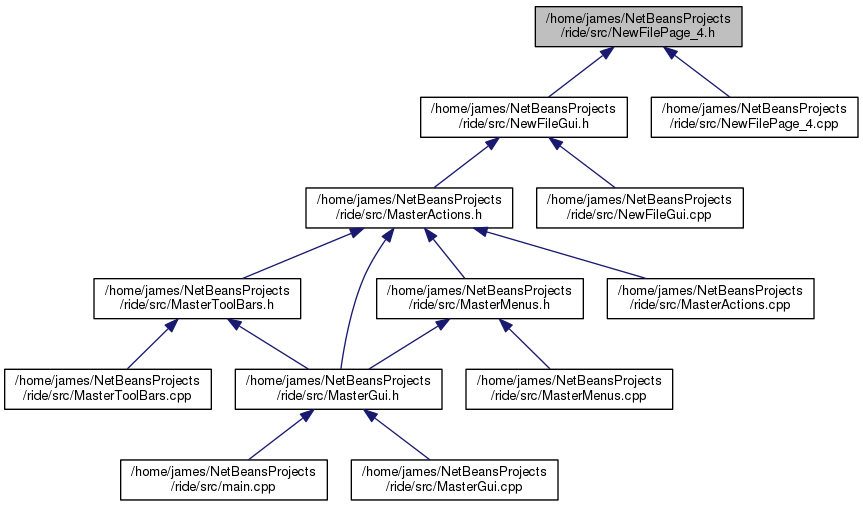 /home/james/NetBeansProjects
/ride/src/NewFilePage_4.h
/home/james/NetBeansProjects
/ride/src/NewFileGui.h
/home/james/NetBeansProjects
/ride/src/NewFilePage_4.cpp
/home/james/NetBeansProjects
/ride/src/MasterActions.h
/home/james/NetBeansProjects
/ride/src/NewFileGui.cpp
/home/james/NetBeansProjects
/ride/src/MasterToolBars.h
/home/james/NetBeansProjects
/ride/src/MasterMenus.h
/home/james/NetBeansProjects
/ride/src/MasterActions.cpp
/home/james/NetBeansProjects
/ride/src/MasterToolBars.cpp
/home/james/NetBeansProjects
/ride/src/MasterGui.h
/home/james/NetBeansProjects
/ride/src/MasterMenus.cpp
/home/james/NetBeansProjects
/ride/src/main.cpp
/home/james/NetBeansProjects
/ride/src/MasterGui.cpp